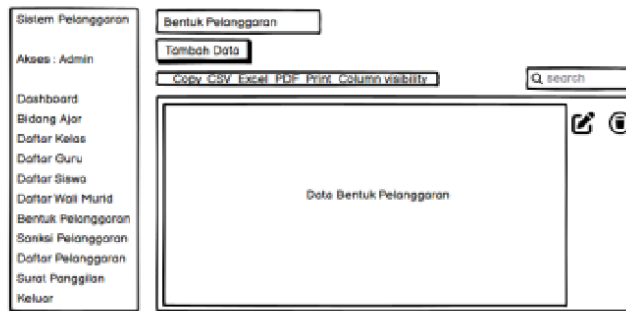 Sistem Pelanggaran
Akses : Admin
Dashboard
Bidang Ajar
Daftar Kelas
Daftar Guru
Daftar Siswa
Daftar Wali Murid
Bentuk Pelanggaran
Sanksi Pelanggaran
Daftar Pelanggaran
Surat Panggilan
Keluar
Bentuk Pelanggaran
Tambah Data
Copy CSV Excel PDF Print Column visibility
search
Data Bentuk Pelanggaran